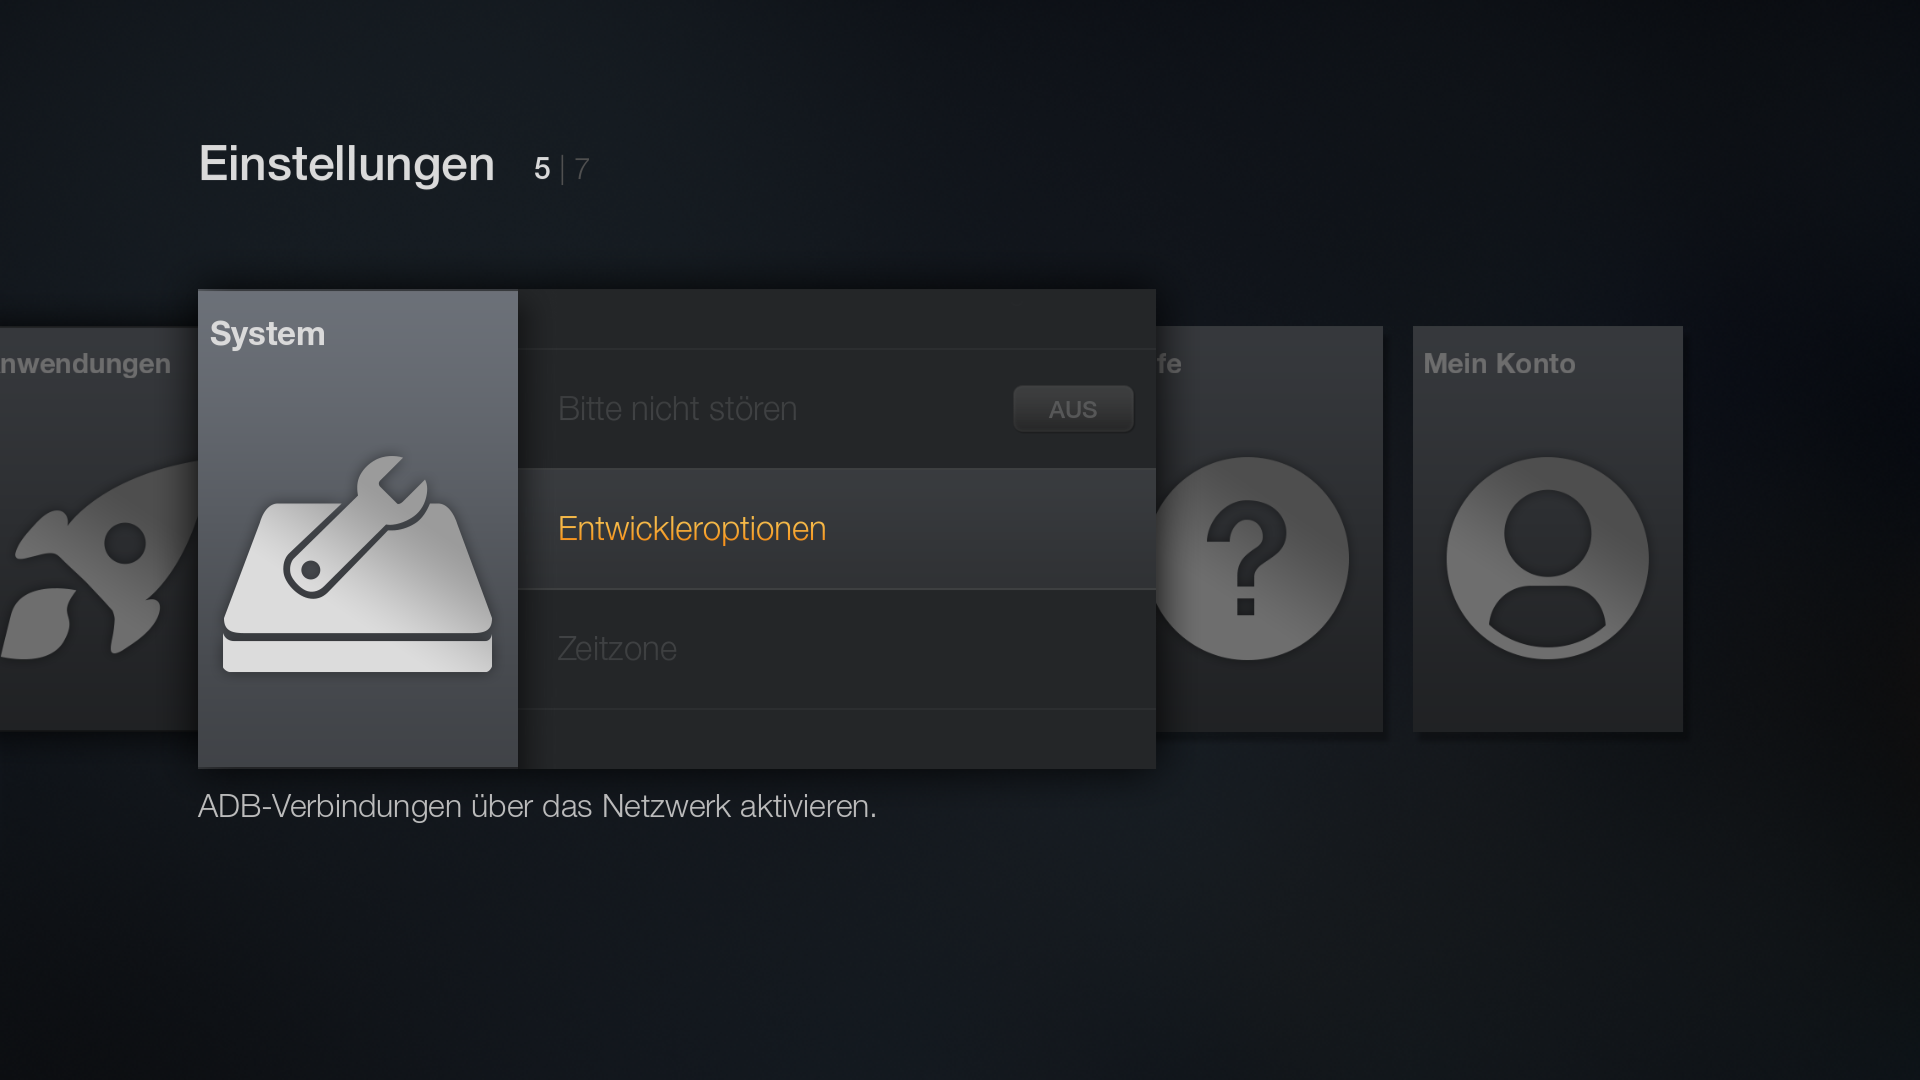 Einstellungen 5 | 7
nwendungen
System
Bitte nicht stören AUS
Entwickleroptionen
Zeitzone
fe
Mein Konto
ADB-Verbindungen über das Netzwerk aktivieren.